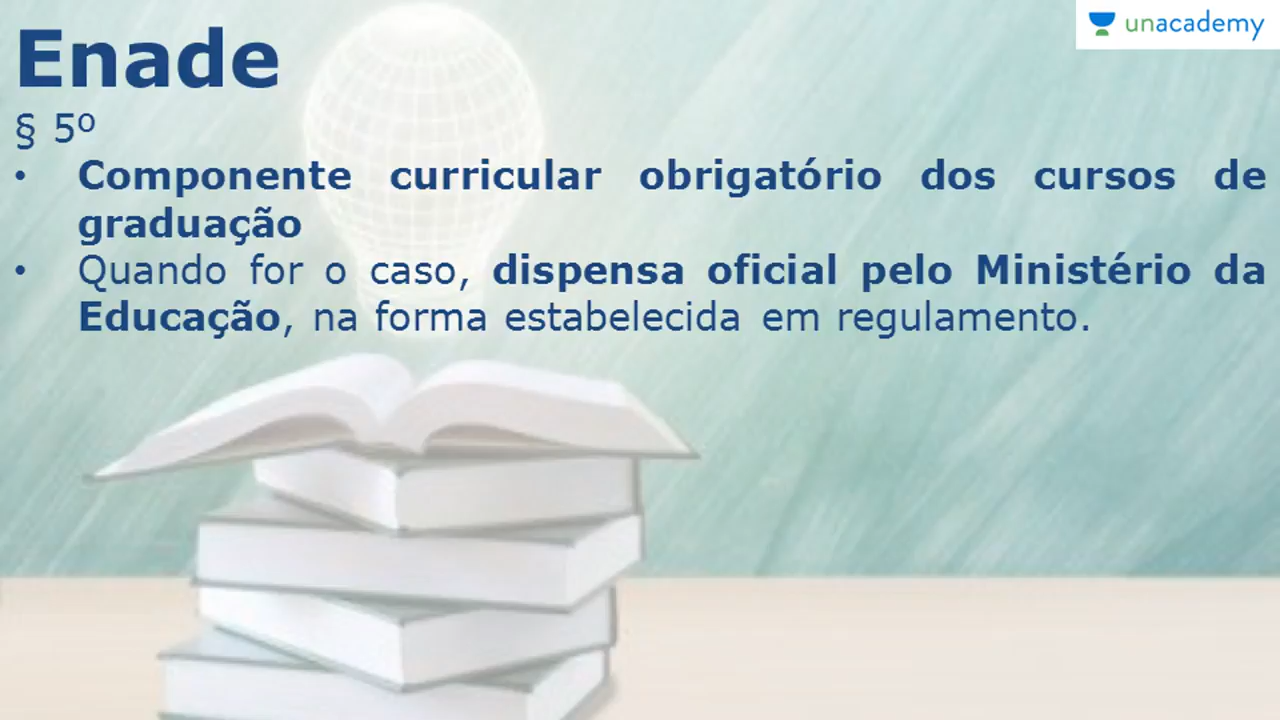 unacademy
Enade
§ 5º
• Componente curricular obrigatório dos cursos de
graduação
• Quando for o caso, dispensa oficial pelo Ministério da
Educação, na forma estabelecida em regulamento.